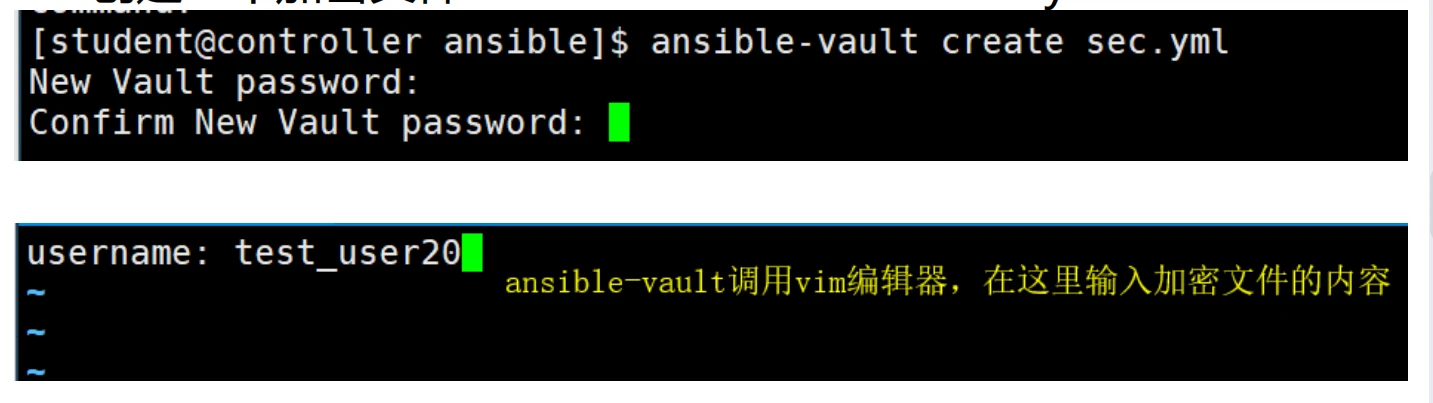 [student@controller ansible]$ ansible-vault create sec.yml
New Vault password:
Confirm New Vault password:
username: test_user20
ansible-vault调用vim编辑器，在这里输入加密文件的内容
~
~
~